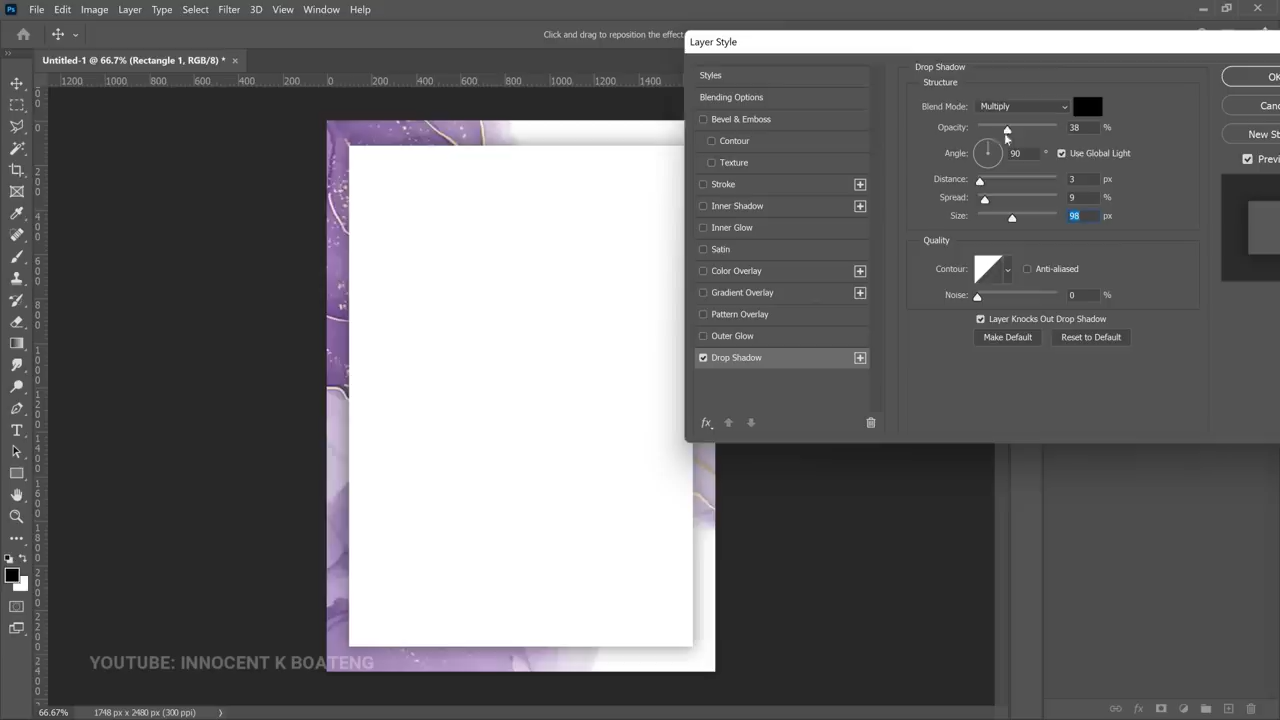 Ps File Edit Image Layer Type Select Filter 3D View Window Help
Click and drag to reposition the effect.
Untitled-1 @ 66.7% (Rectangle 1, RGB/8) * ×
1200 1000 800 600 400 200 0 200 400 600 800 1000 1200 1400 1600
Layer Style
Styles
Blending Options
Bevel & Emboss
Contour
Texture
Stroke
Inner Shadow
Inner Glow
Satin
Color Overlay
Gradient Overlay
Pattern Overlay
Outer Glow
Drop Shadow
fx
Drop Shadow
Structure
Blend Mode: Multiply
Opacity: 38 %
Angle: 90 ° Use Global Light
Distance: 3 px
Spread: 9 %
Size: 98 px
Quality
Contour: Anti-aliased
Noise: 0 %
Layer Knocks Out Drop Shadow
Make Default Reset to Default
OK
Canc
New St
Previ
YOUTUBE: INNOCENT K BOATENG
66.67% 1748 px x 2480 px (300 ppi)
fx